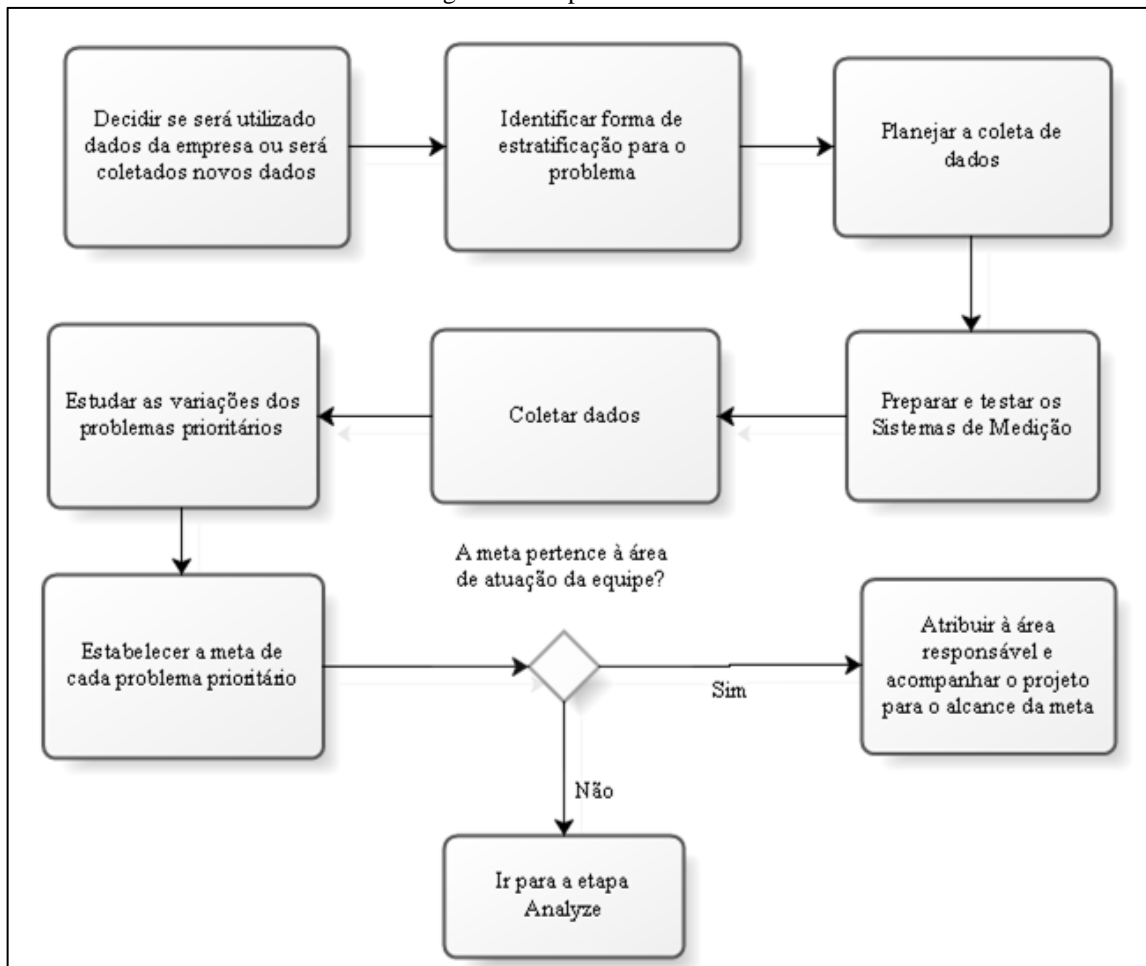 Decidir se será utilizado
dados da empresa ou será
coletados novos dados
Identificar forma de
estratificação para o
problema
Planejar a coleta de
dados
Estudar as variações dos
problemas prioritários
Coletar dados
Preparar e testar os
Sistemas de Medição
A meta pertence à área
de atuação da equipe?
Estabelecer a meta de
cada problema prioritário
Sim
Atribuir à área
responsável e
acompanhar o projeto
para o alcance da meta
Não
Ir para a etapa
Analyze